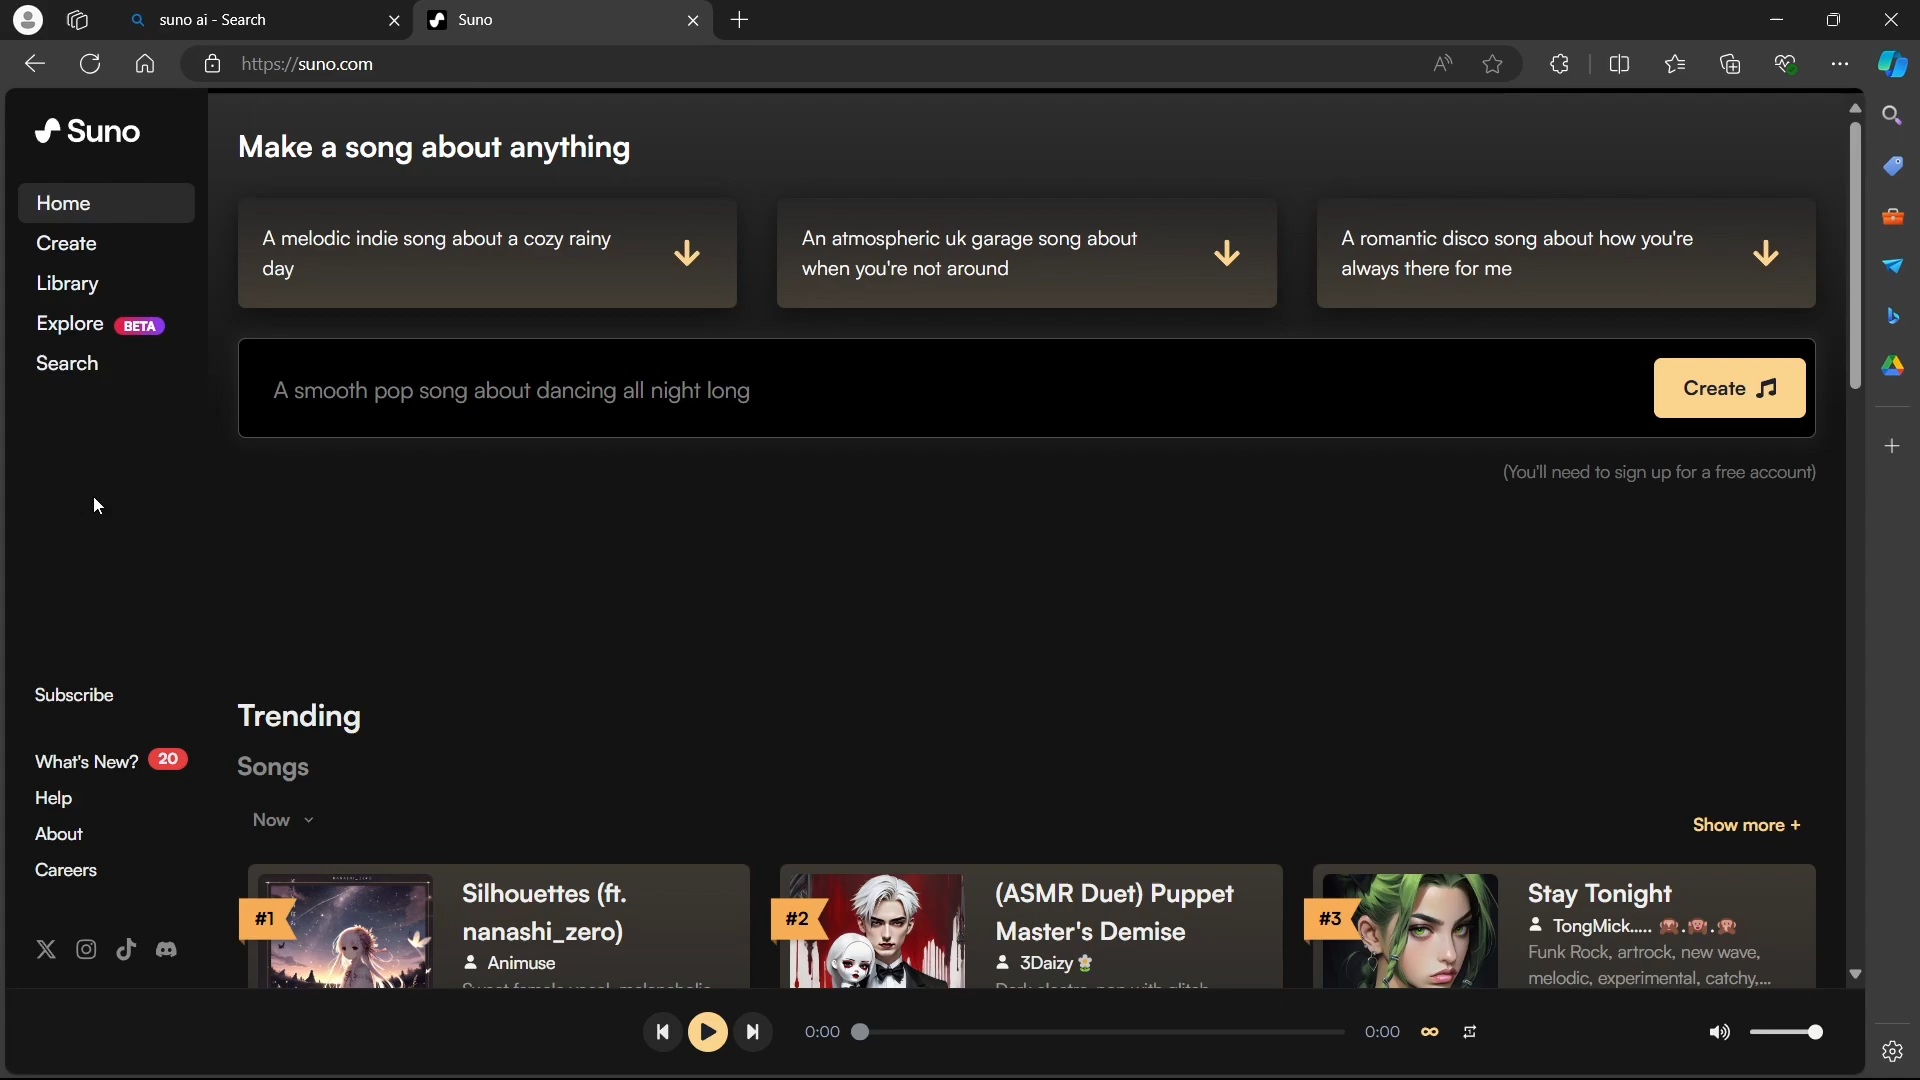 suno ai - Search
Suno
https://suno.com
Suno
Home
Create
Library
Explore BETA
Search
Subscribe
What's New? 20
Help
About
Careers
Make a song about anything
A melodic indie song about a cozy rainy
day
An atmospheric uk garage song about
when you're not around
A romantic disco song about how you're
always there for me
A smooth pop song about dancing all night long
Create
(You'll need to sign up for a free account)
Trending
Songs
Now
Show more +
#1
Silhouettes (ft.
nanashi_zero)
Animuse
#2
(ASMR Duet) Puppet
Master's Demise
3Daizy
#3
Stay Tonight
TongMick..... 🙈.🙉.🙊
Funk Rock, artrock, new wave,
melodic, experimental, catchy,...
0:00
0:00